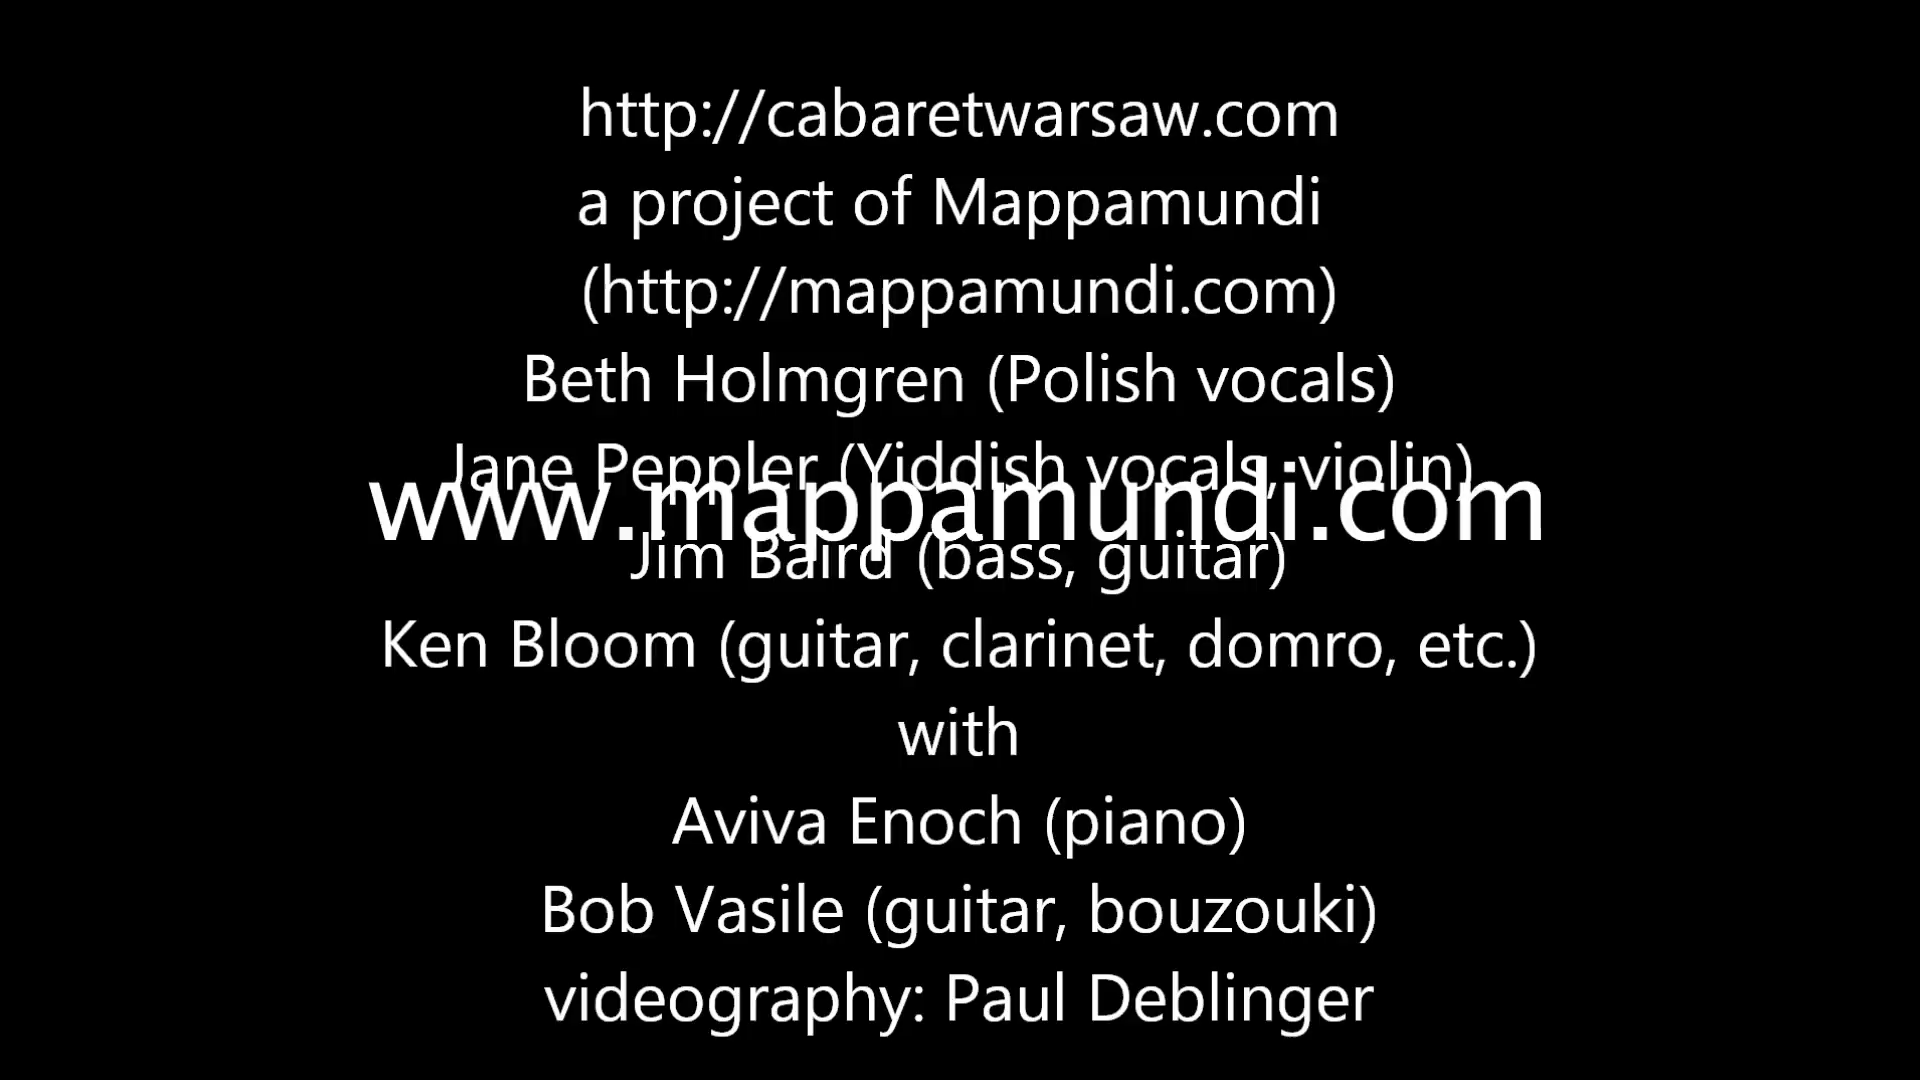 http://cabaretwarsaw.com
a project of Mappamundi
(http://mappamundi.com)
Beth Holmgren (Polish vocals)
Jane Peppler (Yiddish vocals, violin)
www.mappamundi.com
Jim Baird (bass, guitar)
Ken Bloom (guitar, clarinet, domro, etc.)
with
Aviva Enoch (piano)
Bob Vasile (guitar, bouzouki)
videography: Paul Deblinger